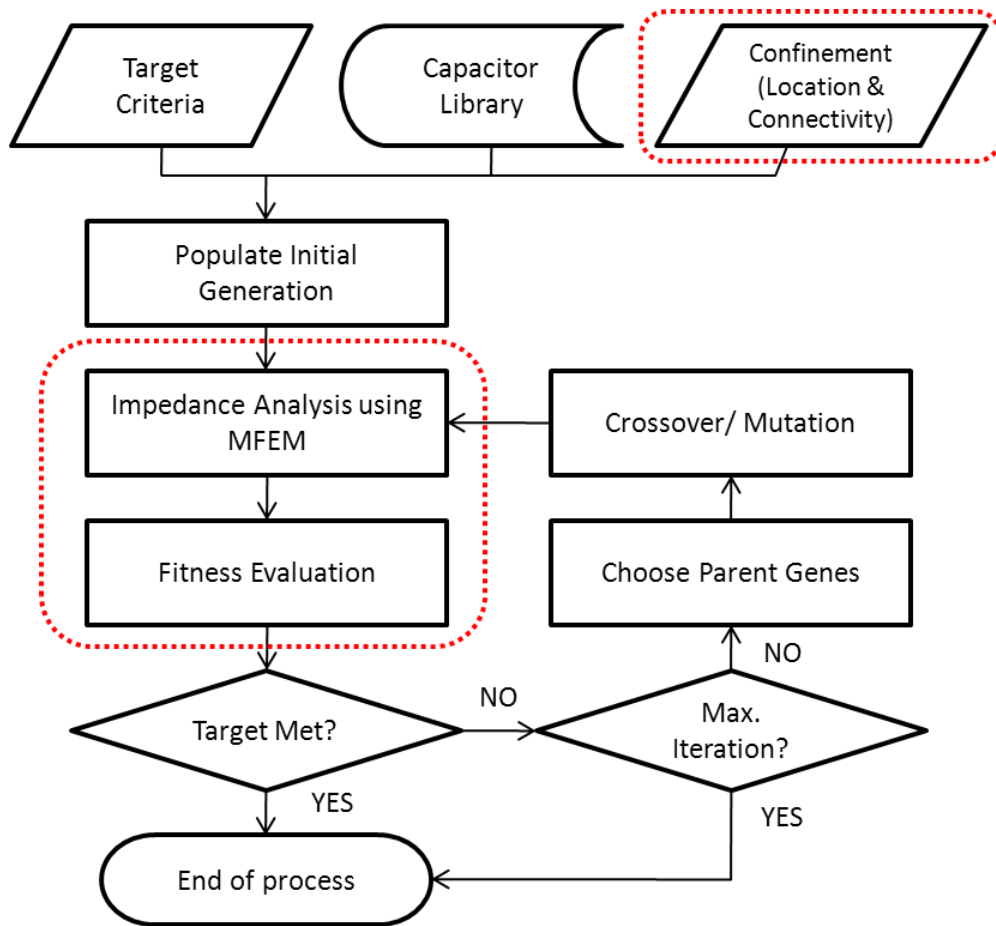 Target
Criteria
Capacitor
Library
Confinement
(Location &
Connectivity)
Populate Initial
Generation
Impedance Analysis using
MFEM
Crossover/ Mutation
Fitness Evaluation
Choose Parent Genes
NO
Target Met?
NO
Max.
Iteration?
YES
YES
End of process